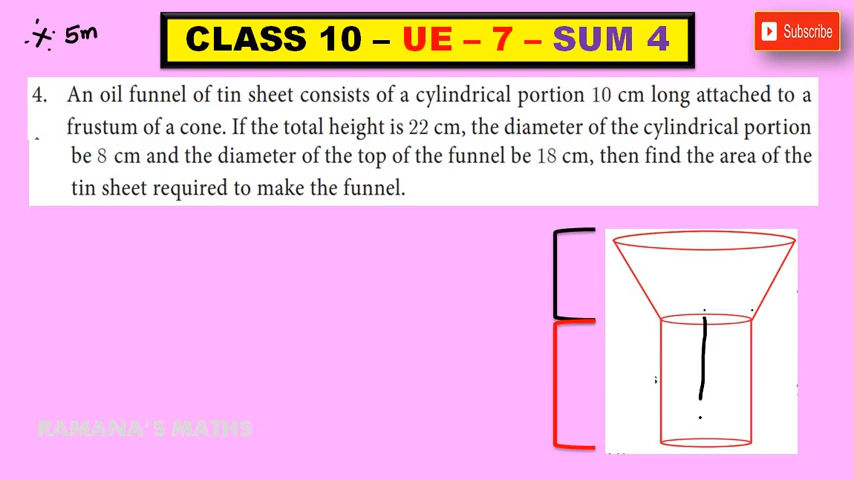 5m
CLASS 10 – UE – 7 – SUM 4
Subscribe
4. An oil funnel of tin sheet consists of a cylindrical portion 10 cm long attached to a
frustum of a cone. If the total height is 22 cm, the diameter of the cylindrical portion
be 8 cm and the diameter of the top of the funnel be 18 cm, then find the area of the
tin sheet required to make the funnel.
RAMANA'S MATHS